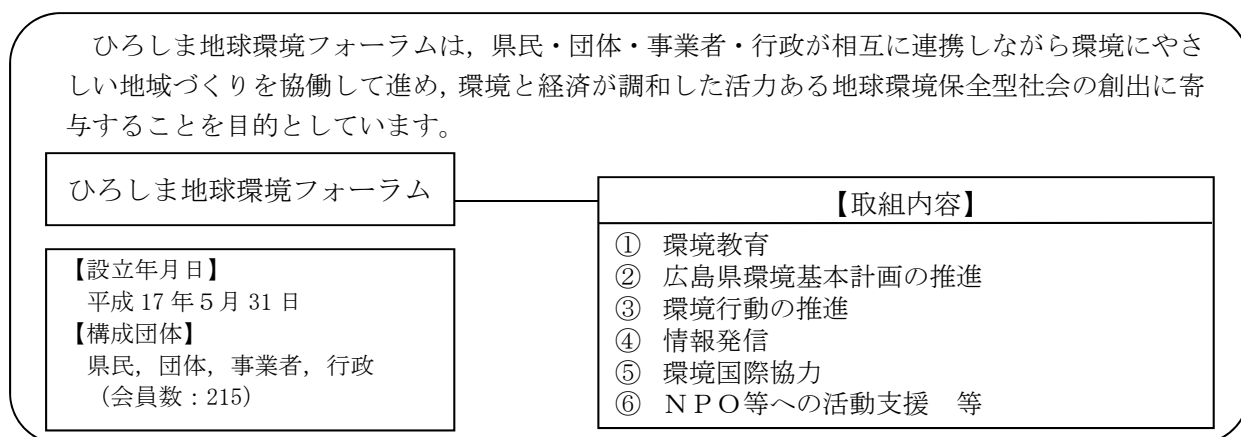 ひろしま地球環境フォーラムは，県民・団体・事業者・行政が相互に連携しながら環境にやさ
しい地域づくりを協働して進め，環境と経済が調和した活力ある地球環境保全型社会の創出に寄
与することを目的としています。
ひろしま地球環境フォーラム
【設立年月日】
平成 17 年５月 31 日
【構成団体】
県民，団体，事業者，行政
（会員数：215）
【取組内容】
①　環境教育
②　広島県環境基本計画の推進
③　環境行動の推進
④　情報発信
⑤　環境国際協力
⑥　ＮＰＯ等への活動支援　等